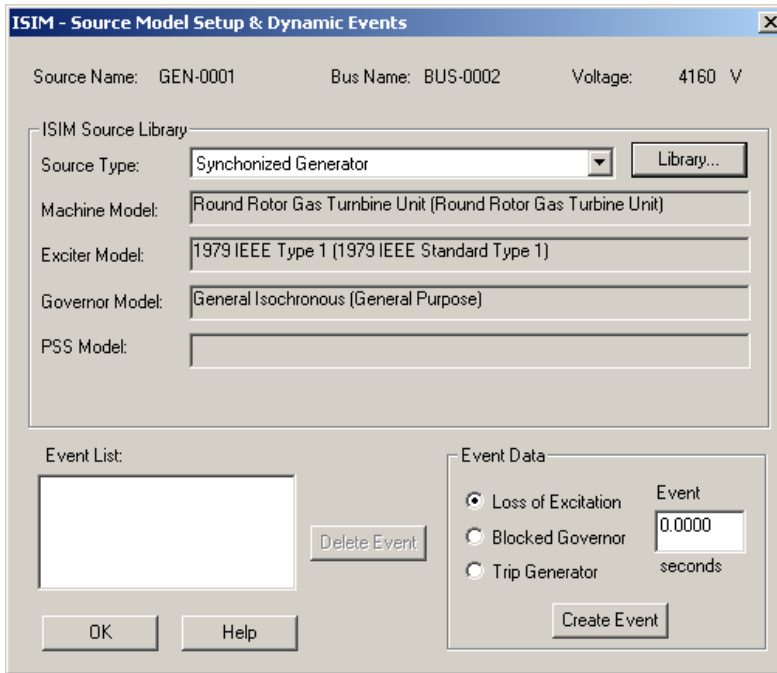 ISIM - Source Model Setup & Dynamic Events
Source Name: GEN-0001 Bus Name: BUS-0002 Voltage: 4160 V
ISIM Source Library
Source Type: Synchonized Generator Library...
Machine Model: Round Rotor Gas Turnbine Unit (Round Rotor Gas Turbine Unit)
Exciter Model: 1979 IEEE Type 1 (1979 IEEE Standard Type 1)
Governor Model: General Isochronous (General Purpose)
PSS Model:
Event List:
Delete Event
Event Data
Loss of Excitation
Blocked Governor
Trip Generator
Event
0.0000
seconds
Create Event
OK Help